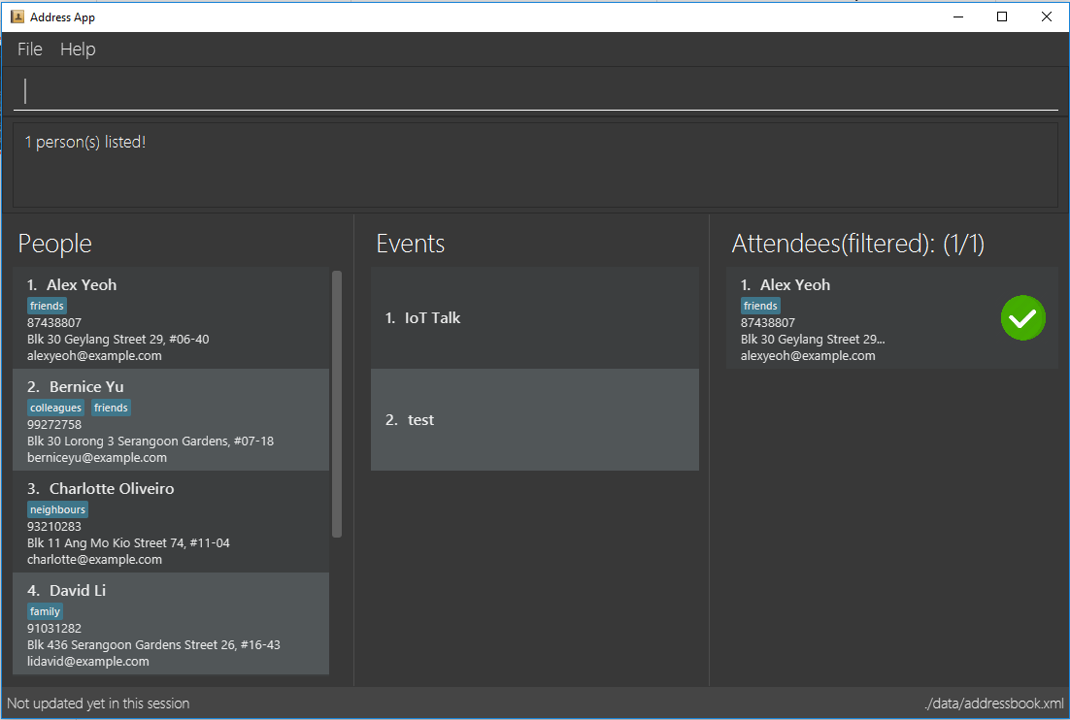 Address App
File Help
1 person(s) listed!
People
1. Alex Yeoh
friends
87438807
Blk 30 Geylang Street 29, #06-40
alexyeoh@example.com
2. Bernice Yu
colleagues friends
99272758
Blk 30 Lorong 3 Serangoon Gardens, #07-18
berniceyu@example.com
3. Charlotte Oliveiro
neighbours
93210283
Blk 11 Ang Mo Kio Street 74, #11-04
charlotte@example.com
4. David Li
family
91031282
Blk 436 Serangoon Gardens Street 26, #16-43
lidavid@example.com
Events
1. IoT Talk
2. test
Attendees(filtered): (1/1)
1. Alex Yeoh
friends
87438807
Blk 30 Geylang Street 29...
alexyeoh@example.com
Not updated yet in this session
./data/addressbook.xml